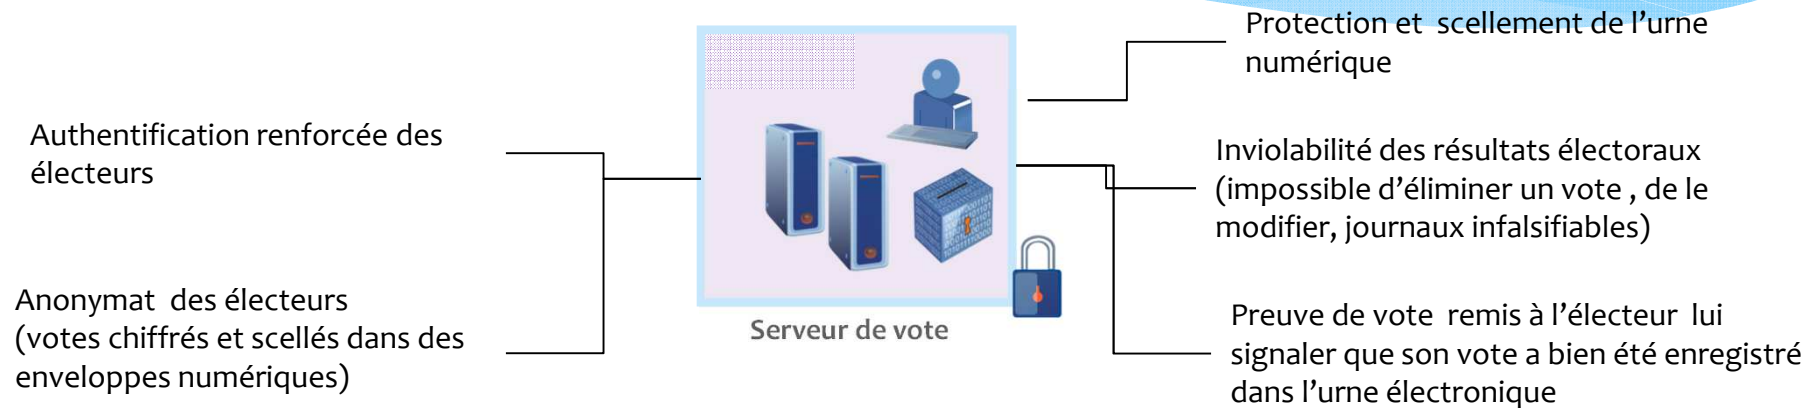 Authentification renforcée des
électeurs
Anonymat des électeurs
(votes chiffrés et scellés dans des
enveloppes numériques)
Serveur de vote
Protection et scellement de l’urne
numérique
Inviolabilité des résultats électoraux
(impossible d’éliminer un vote , de le
modifier, journaux infalsifiables)
Preuve de vote remis à l’électeur lui
signaler que son vote a bien été enregistré
dans l’urne électronique